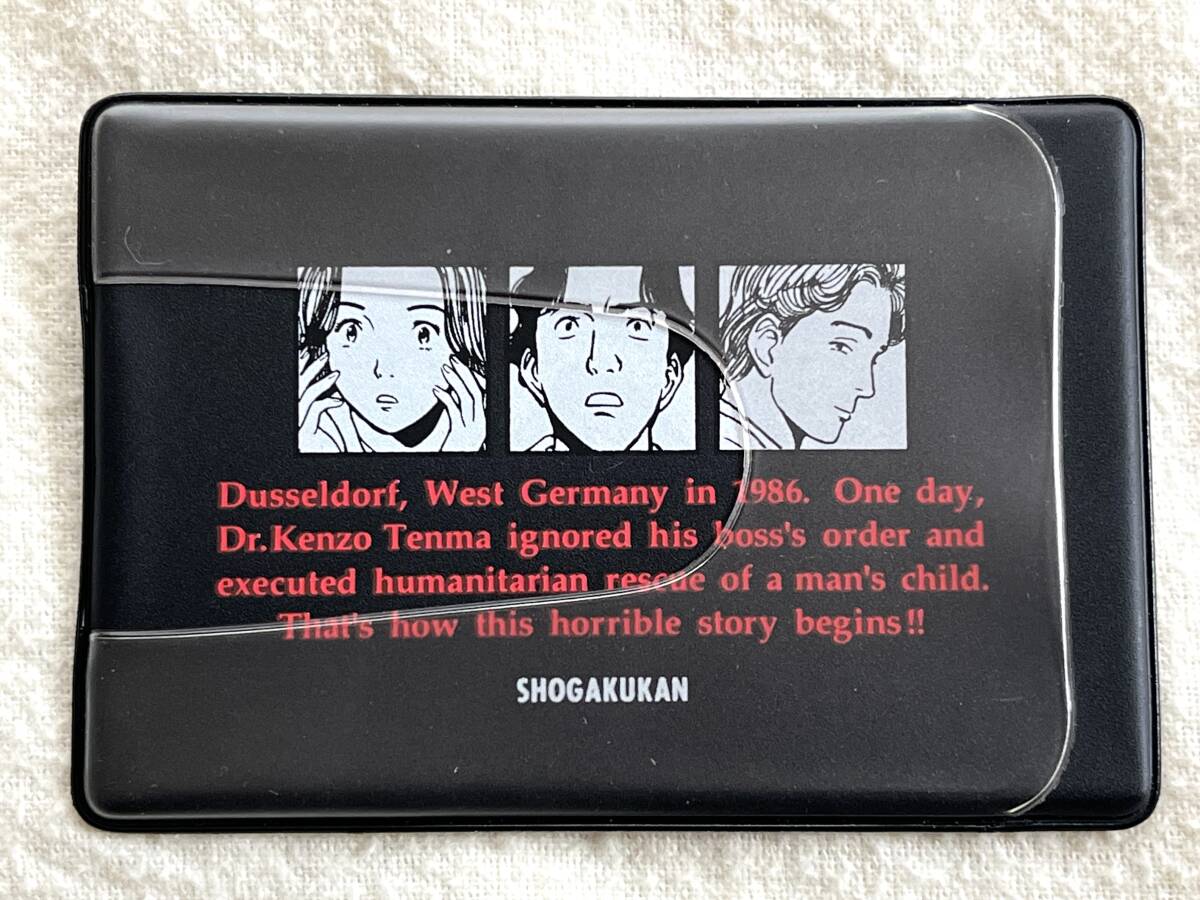 Dusseldorf, West Germany in 1986. One day,
Dr.Kenzo Tenma ignored his boss's order and
executed humanitarian rescue of a man's child.
That's how this horrible story begins!!
SHOGAKUKAN